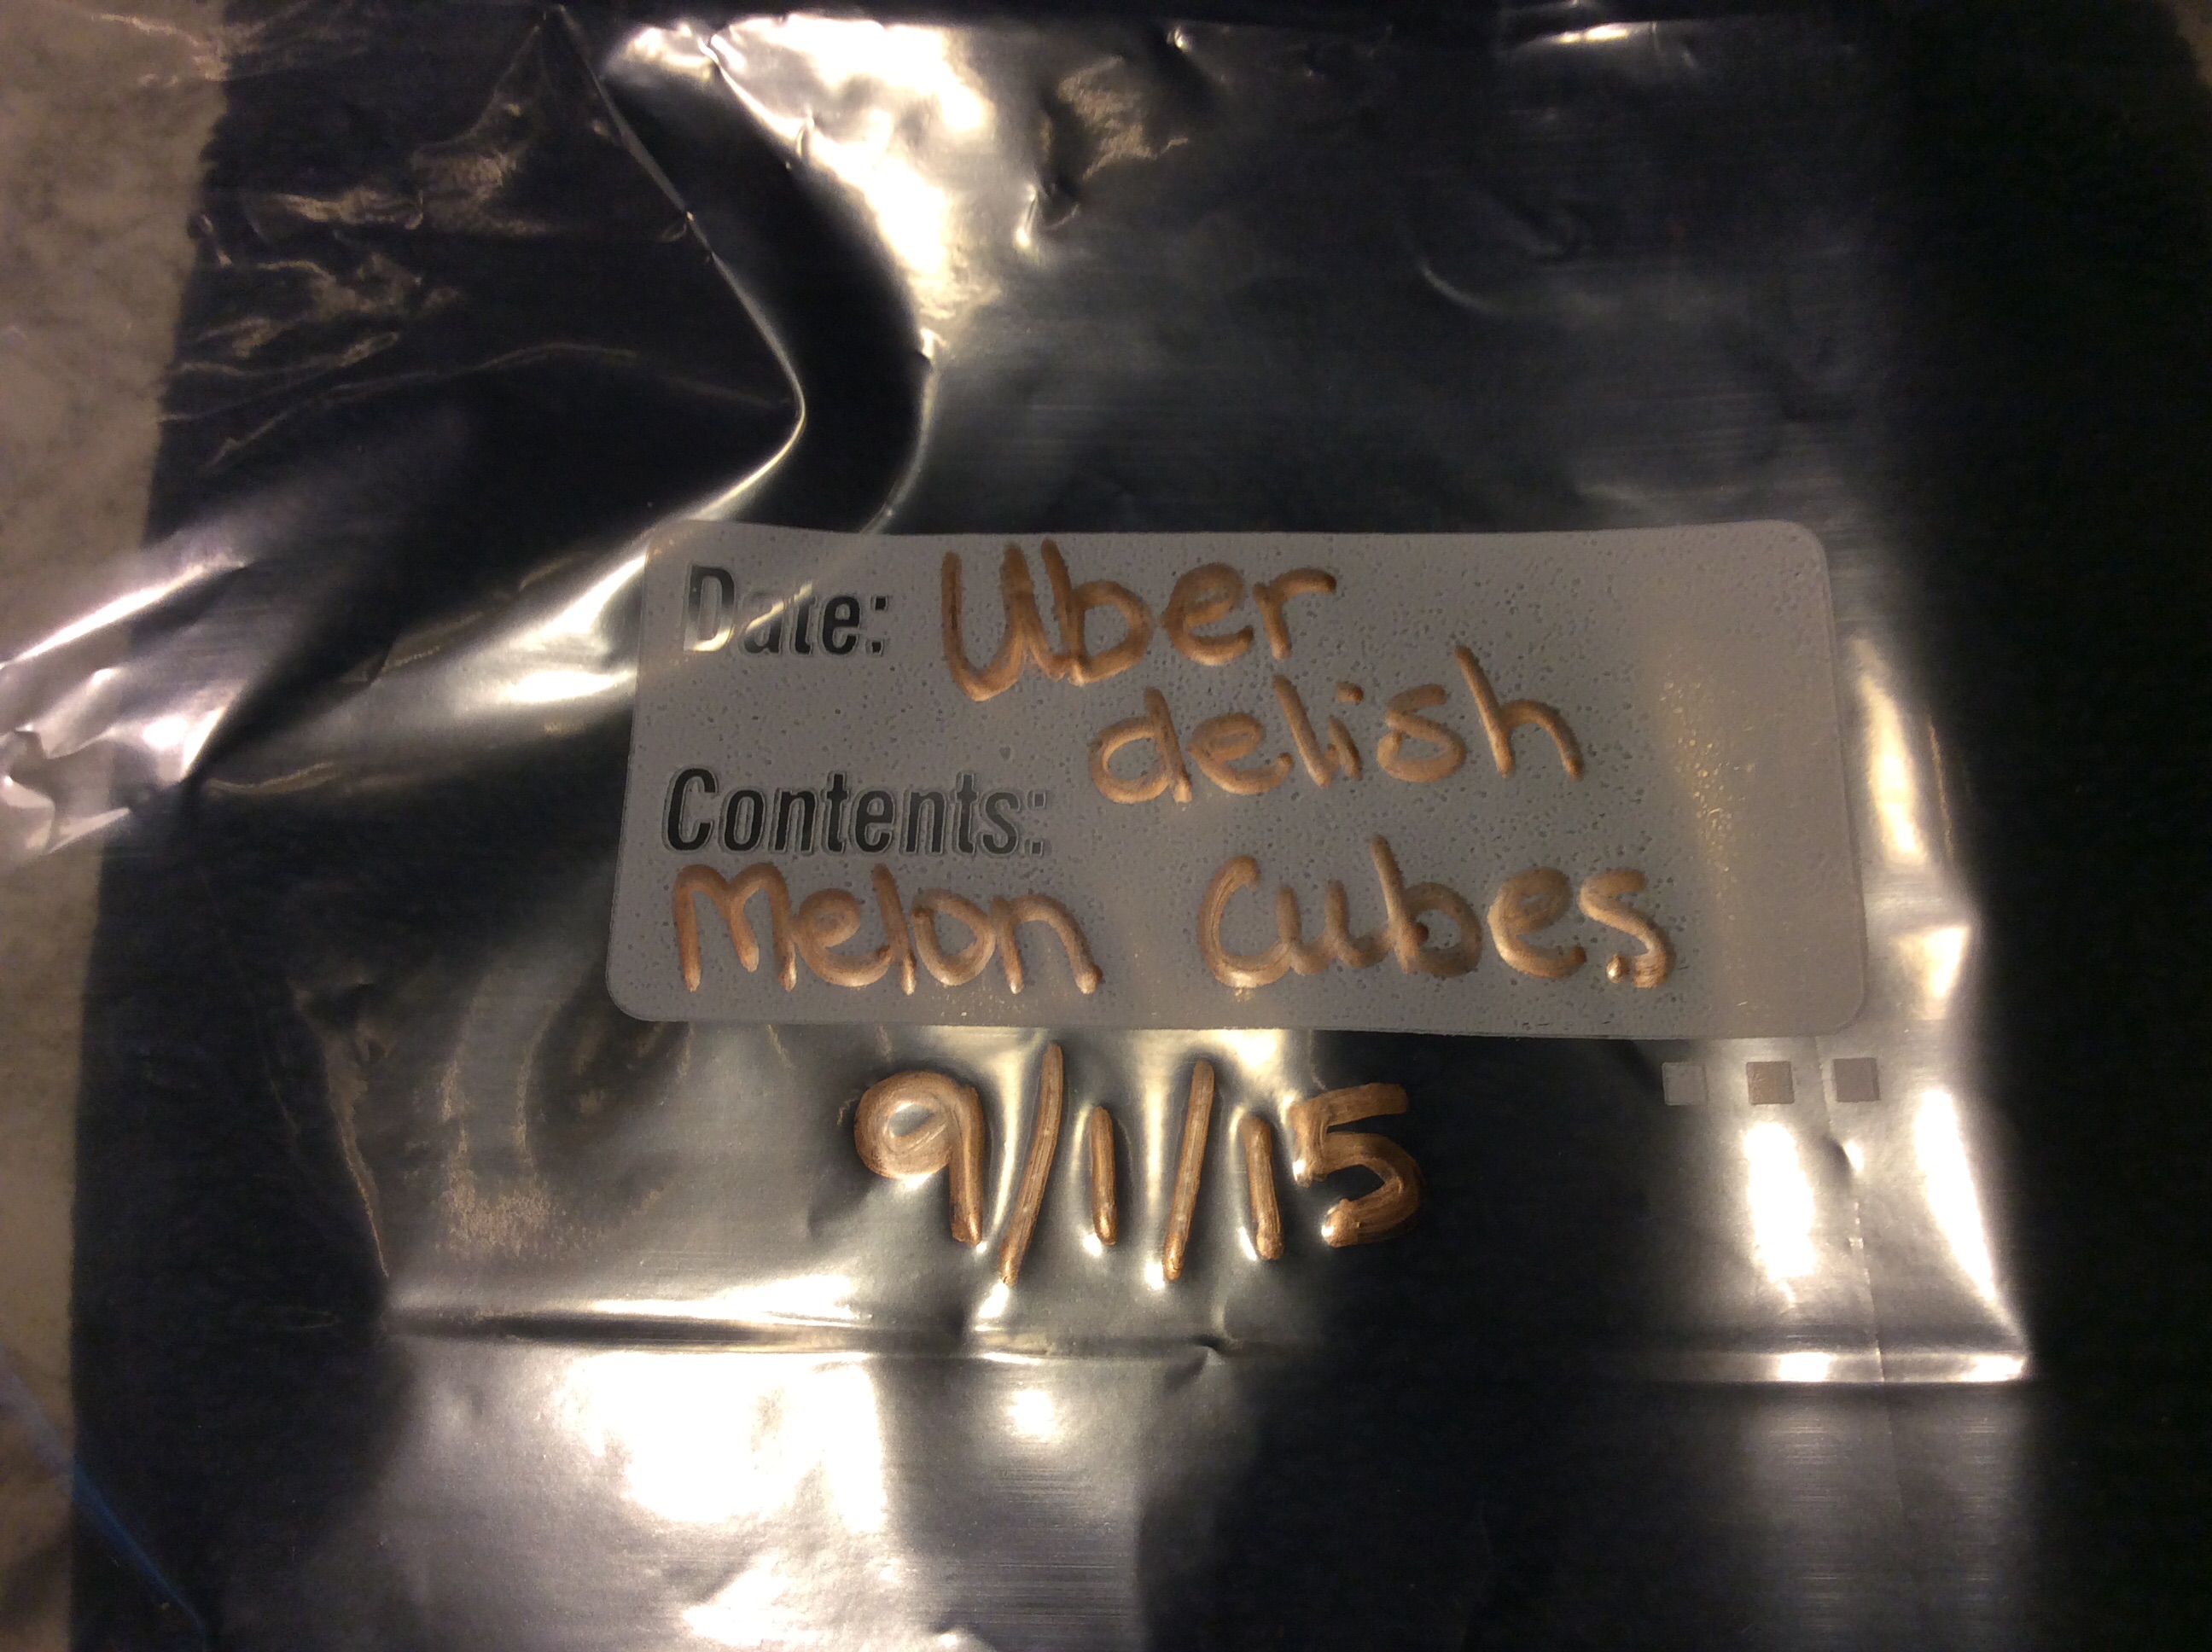 Date: Uber
delish
Contents:
Melon Cubes
9/1/15